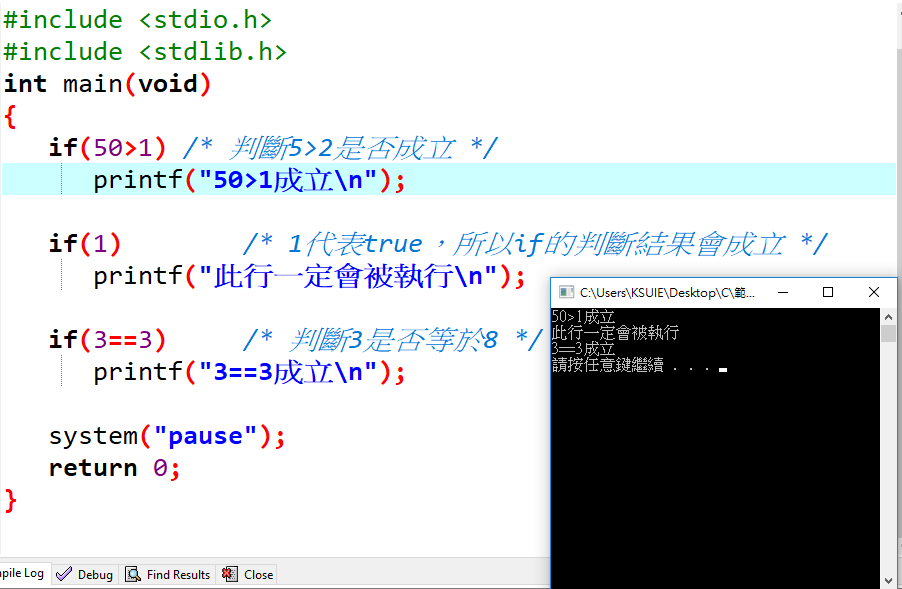 #include <stdio.h>
#include <stdlib.h>
int main(void)
{
if(50>1) /* 判斷5>2是否成立 */
printf("50>1成立\n");
if(1) /* 1代表true，所以if的判斷結果會成立 */
printf("此行一定會被執行\n");
if(3==3) /* 判斷3是否等於8 */
printf("3==3成立\n");
system("pause");
return 0;
}
C:\Users\KSUIE\Desktop\C\範...
50>1成立
此行一定會被執行
3==3成立
請按任意鍵繼續 . . .
pile Log Debug Find Results Close